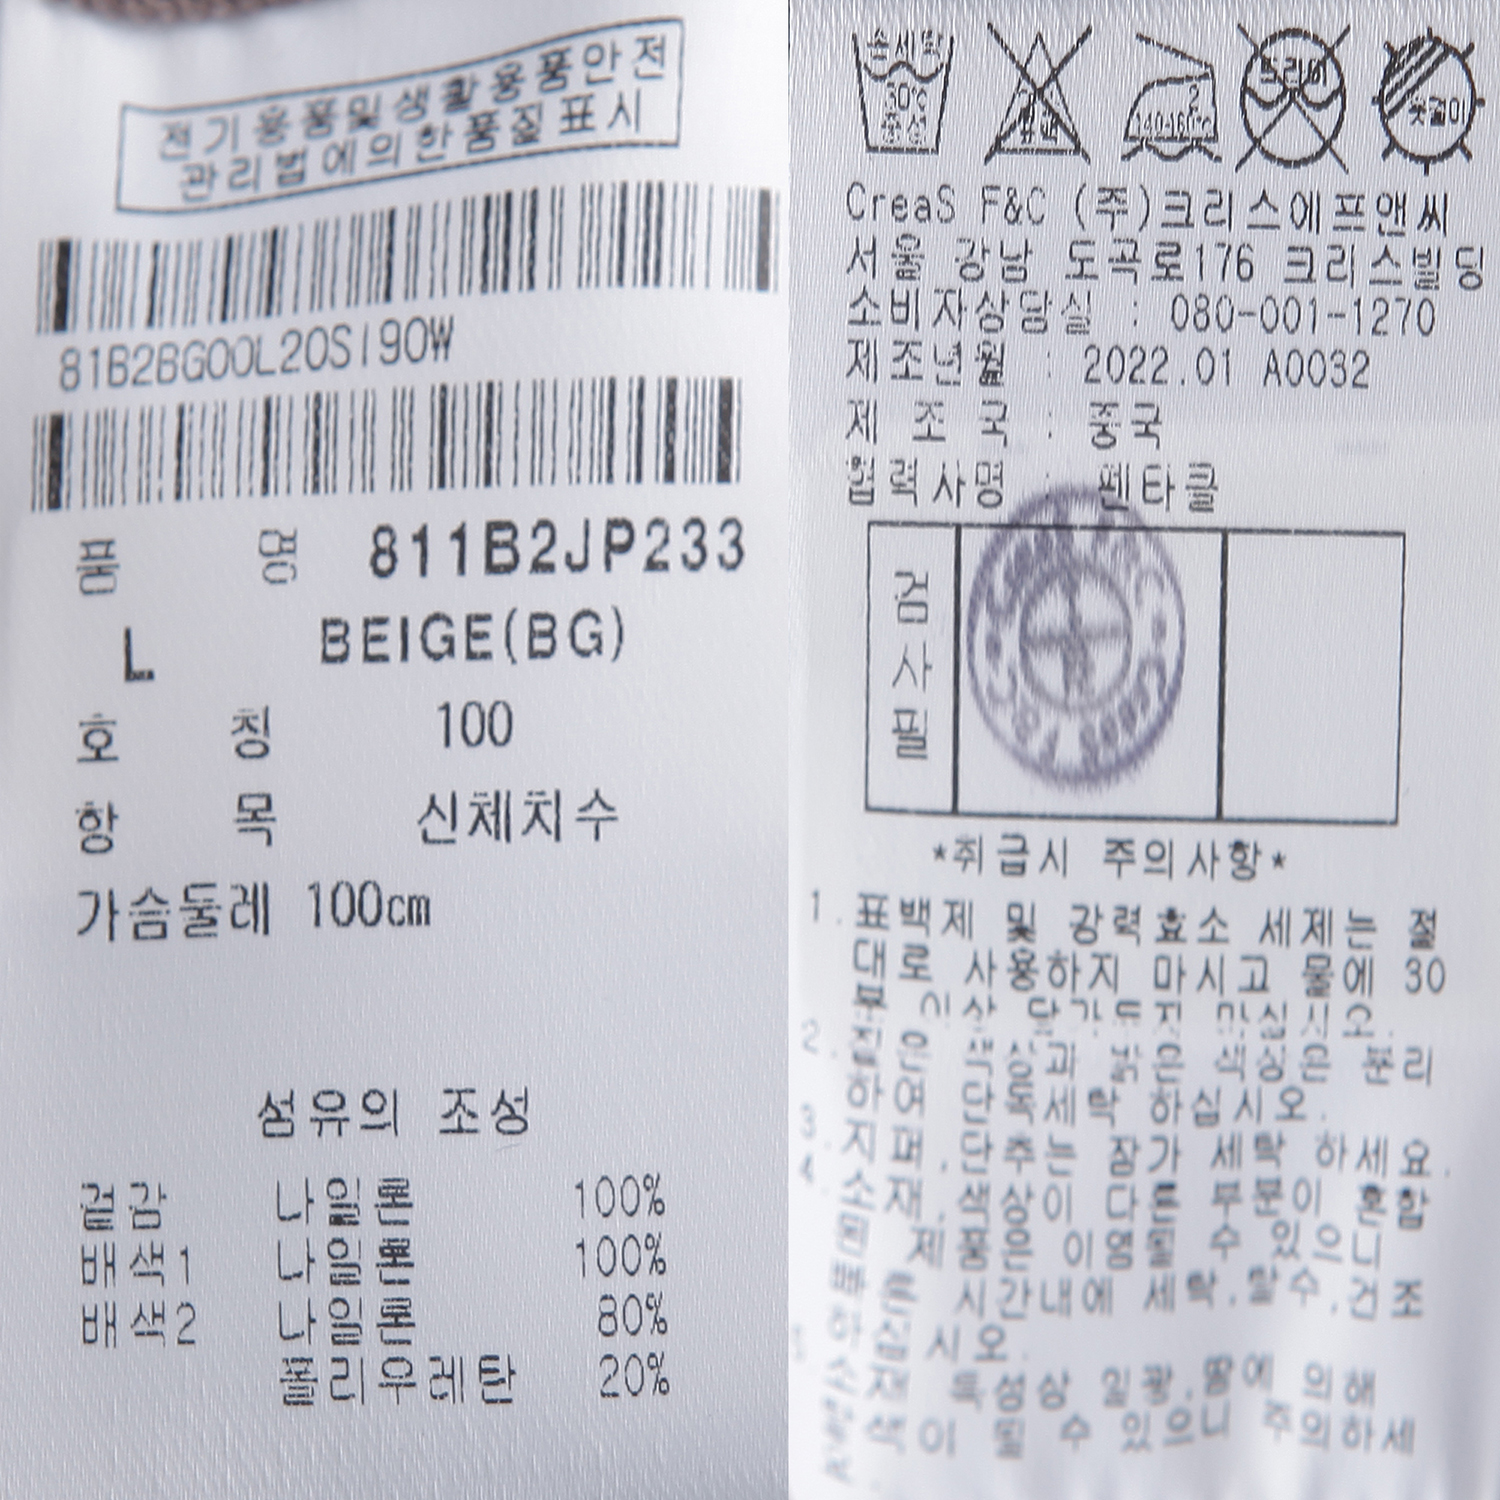 전기용품및생활용품안전
관리법에의한품질표시
81B2BG00L20S190W
품 명 811B2JP233
L BEIGE(BG)
호 칭 100
항 목 신체치수
가슴둘레 100cm
섬유의 조성
겉감 나일론 100%
배색1 나일론 100%
배색2 나일론 80%
폴리우레탄 20%
손세탁 드라이
30℃ 표백 2 옷걸이
중성 140~160℃
CreaS F&C (주)크리스에프앤씨
서울 강남 도곡로176 크리스빌딩
소비자상담실 : 080-001-1270
제조년월 : 2022.01 A0032
제 조 국 : 중국
협력사명 : 펜타클
검사필
*취급시 주의사항*
1.표백제 및 강력효소 세제는 절
대로 사용하지 마시고 물에 30
분 이상 담가두지 마십시오.
2.짙은 색상과 밝은 색상은 분리
하여 단독세탁 하십시오.
3.지퍼,단추는 잠가 세탁 하세요.
4.소재,색상이 다른 부분이 혼합
된 제품은 이염될 수 있으니
빠른 시간내에 세탁,탈수,건조
하십시오.
5.소재 특성상 일광,땀에 의해
변색이 될 수 있으니 주의하세